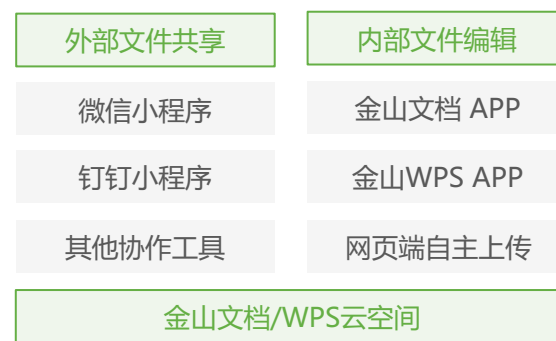 外部文件共享
内部文件编辑
微信小程序
金山文档 APP
钉钉小程序
金山WPS APP
其他协作工具
网页端自主上传
金山文档/WPS云空间